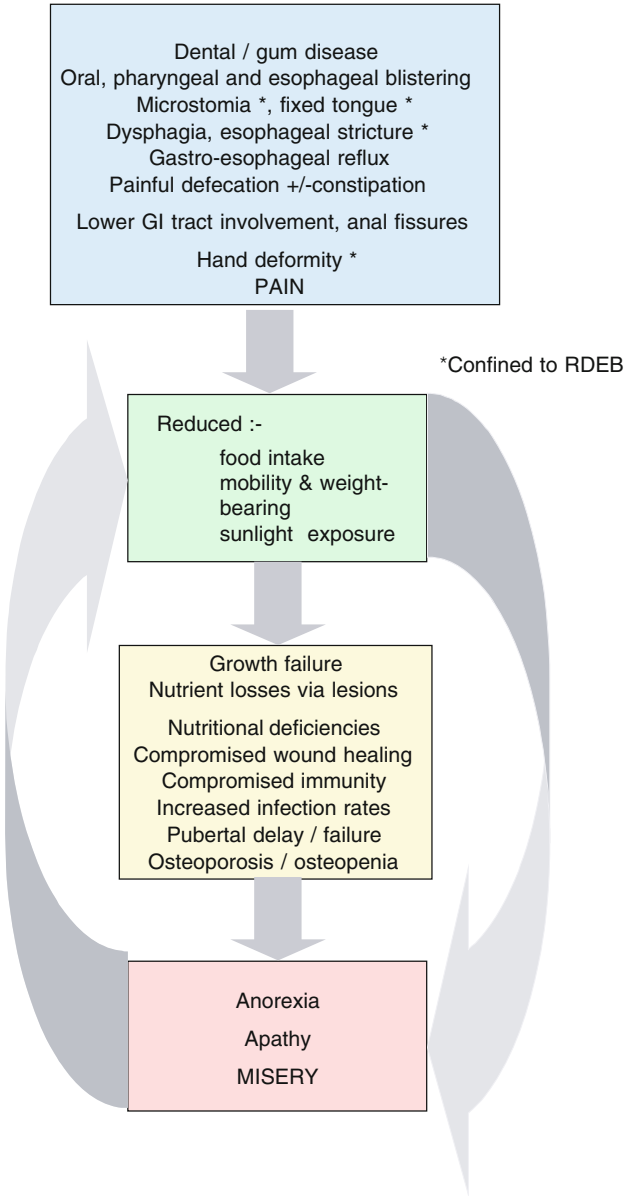 Dental / gum disease
Oral, pharyngeal and esophageal blistering
Microstomia *, fixed tongue *
Dysphagia, esophageal stricture *
Gastro-esophageal reflux
Painful defecation +/-constipation
Lower GI tract involvement, anal fissures
Hand deformity *
PAIN
*Confined to RDEB
Reduced :-
food intake
mobility & weight-
bearing
sunlight exposure
Growth failure
Nutrient losses via lesions
Nutritional deficiencies
Compromised wound healing
Compromised immunity
Increased infection rates
Pubertal delay / failure
Osteoporosis / osteopenia
Anorexia
Apathy
MISERY